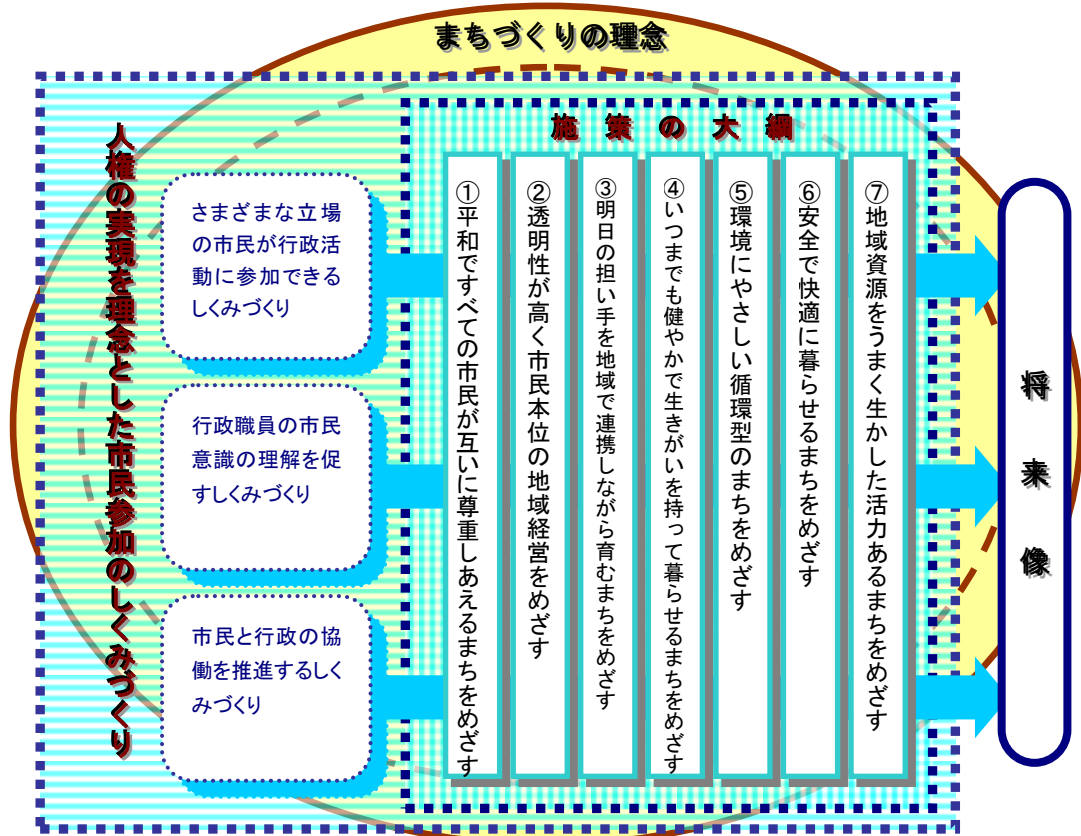 まちづくりの理念
人権の実現を理念とした市民参加のしくみづくり
さまざまな立場
の市民が行政活
動に参加できる
しくみづくり
行政職員の市民
意識の理解を促
すしくみづくり
市民と行政の協
働を推進するしく
みづくり
施策の大綱
①平和ですべての市民が互いに尊重しあえるまちをめざす
②透明性が高く市民本位の地域経営をめざす
③明日の担い手を地域で連携しながら育むまちをめざす
④いつまでも健やかで生きがいを持って暮らせるまちをめざす
⑤環境にやさしい循環型のまちをめざす
⑥安全で快適に暮らせるまちをめざす
⑦地域資源をうまく生かした活力あるまちをめざす
将来像